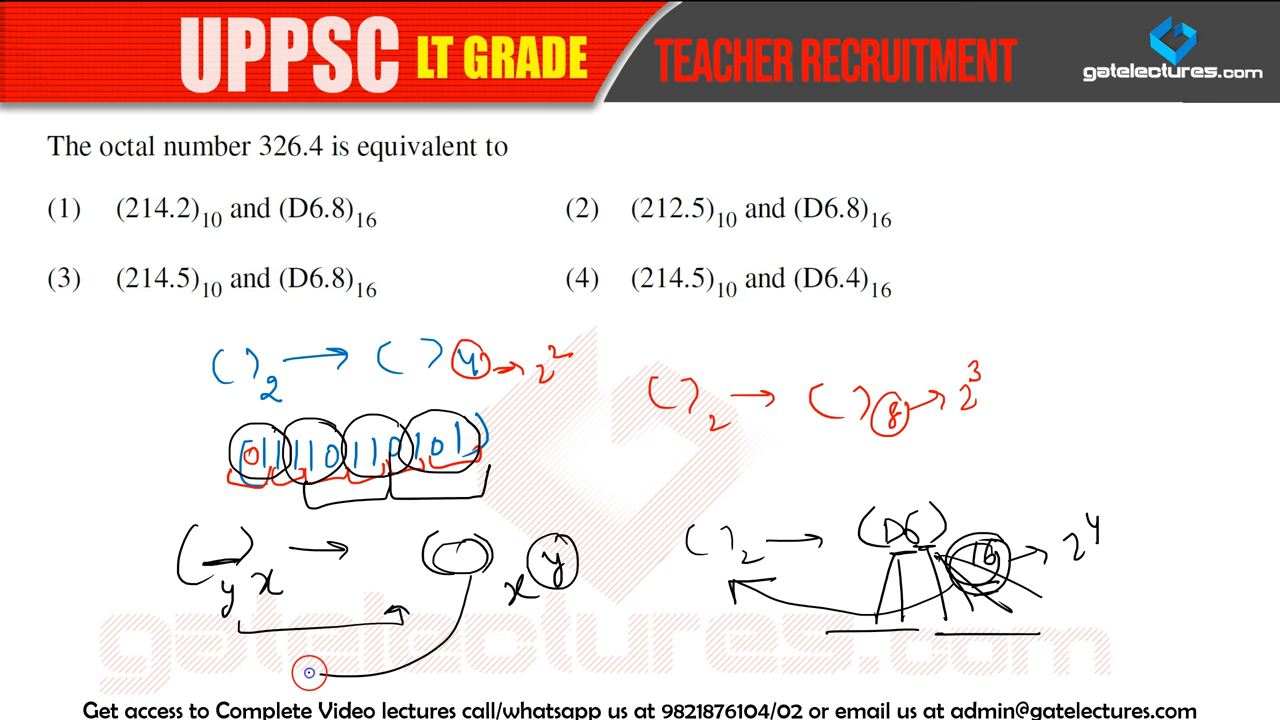 UPPSC LT GRADE TEACHER RECRUITMENT
gatelectures.com
The octal number 326.4 is equivalent to
(1) (214.2)10 and (D6.8)16 (2) (212.5)10 and (D6.8)16
(3) (214.5)10 and (D6.8)16 (4) (214.5)10 and (D6.4)16
( )2 → ( )4 → 2^2
( )2 → ( )8 → 2^3
011110110101)
( )y x → ( ) x y
( )2 → (D6)16 → 2^4
gatelectures.com
Get access to Complete Video lectures call/whatsapp us at 9821876104/02 or email us at admin@gatelectures.com